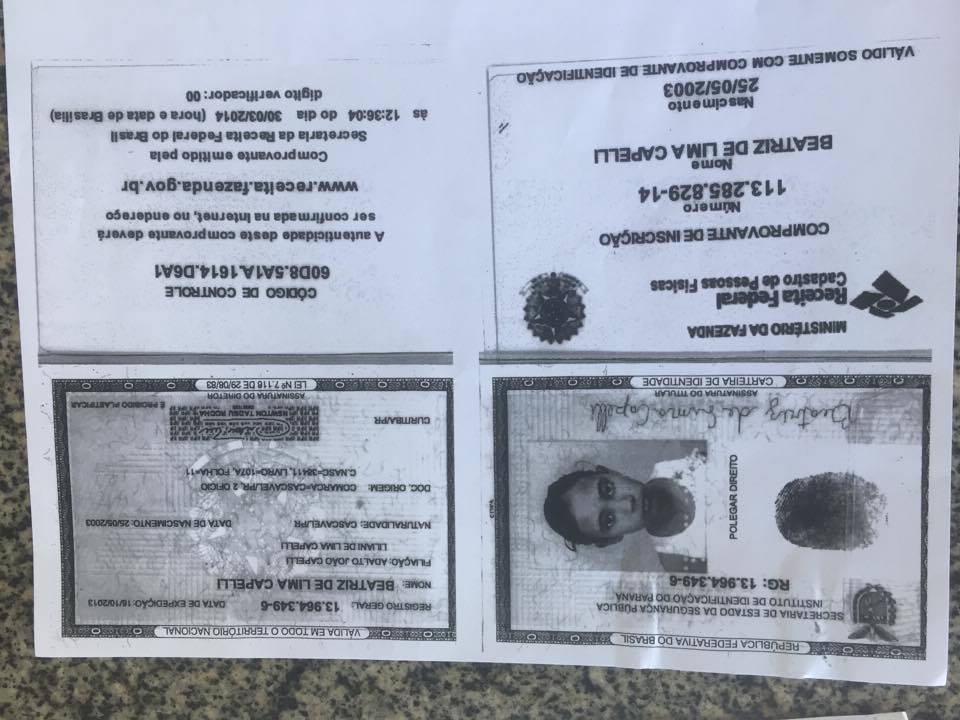 REPÚBLICA FEDERATIVA DO BRASIL
SECRETARIA DE ESTADO DA SEGURANÇA PÚBLICA
INSTITUTO DE IDENTIFICAÇÃO DO PARANÁ
RG: 13.964.349-6
POLEGAR DIREITO
Beatriz de Lima Capelli
ASSINATURA DO TITULAR
CARTEIRA DE IDENTIDADE
VÁLIDA EM TODO O TERRITÓRIO NACIONAL
REGISTRO GERAL: 13.964.349-6 DATA DE EXPEDIÇÃO: 16/10/2013
NOME: BEATRIZ DE LIMA CAPELLI
FILIAÇÃO: ADALTO JOÃO CAPELLI
LILIANI DE LIMA CAPELLI
NATURALIDADE: CASCAVEL/PR DATA DE NASCIMENTO: 25/05/2003
DOC. ORIGEM: COMARCA=CASCAVEL/PR, 2 OFICIO
C.NASC=38411, LIVRO=107A, FOLHA=11
CURITIBA/PR
NEWTON TADEU ROCHA
ASSINATURA DO DIRETOR
É PROIBIDO PLASTIFICAR
LEI Nº 7.116 DE 29/08/83
MINISTÉRIO DA FAZENDA
Receita Federal
Cadastro de Pessoas Físicas
COMPROVANTE DE INSCRIÇÃO
Número
113.285.829-14
Nome
BEATRIZ DE LIMA CAPELLI
Nascimento
25/05/2003
VÁLIDO SOMENTE COM COMPROVANTE DE IDENTIFICAÇÃO
CÓDIGO DE CONTROLE
60D8.5A1A.1614.D6A1
A autenticidade deste comprovante deverá
ser confirmada na Internet, no endereço
www.receita.fazenda.gov.br
Comprovante emitido pela
Secretaria da Receita Federal do Brasil
às 12:36:04 do dia 30/03/2014 (hora e data de Brasília)
dígito verificador: 00